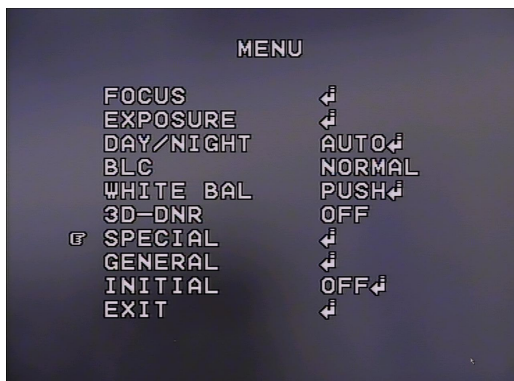 MENU
FOCUS ↲
EXPOSURE ↲
DAY/NIGHT AUTO↲
BLC NORMAL
WHITE BAL PUSH↲
3D-DNR OFF
☞ SPECIAL ↲
GENERAL ↲
INITIAL OFF↲
EXIT ↲